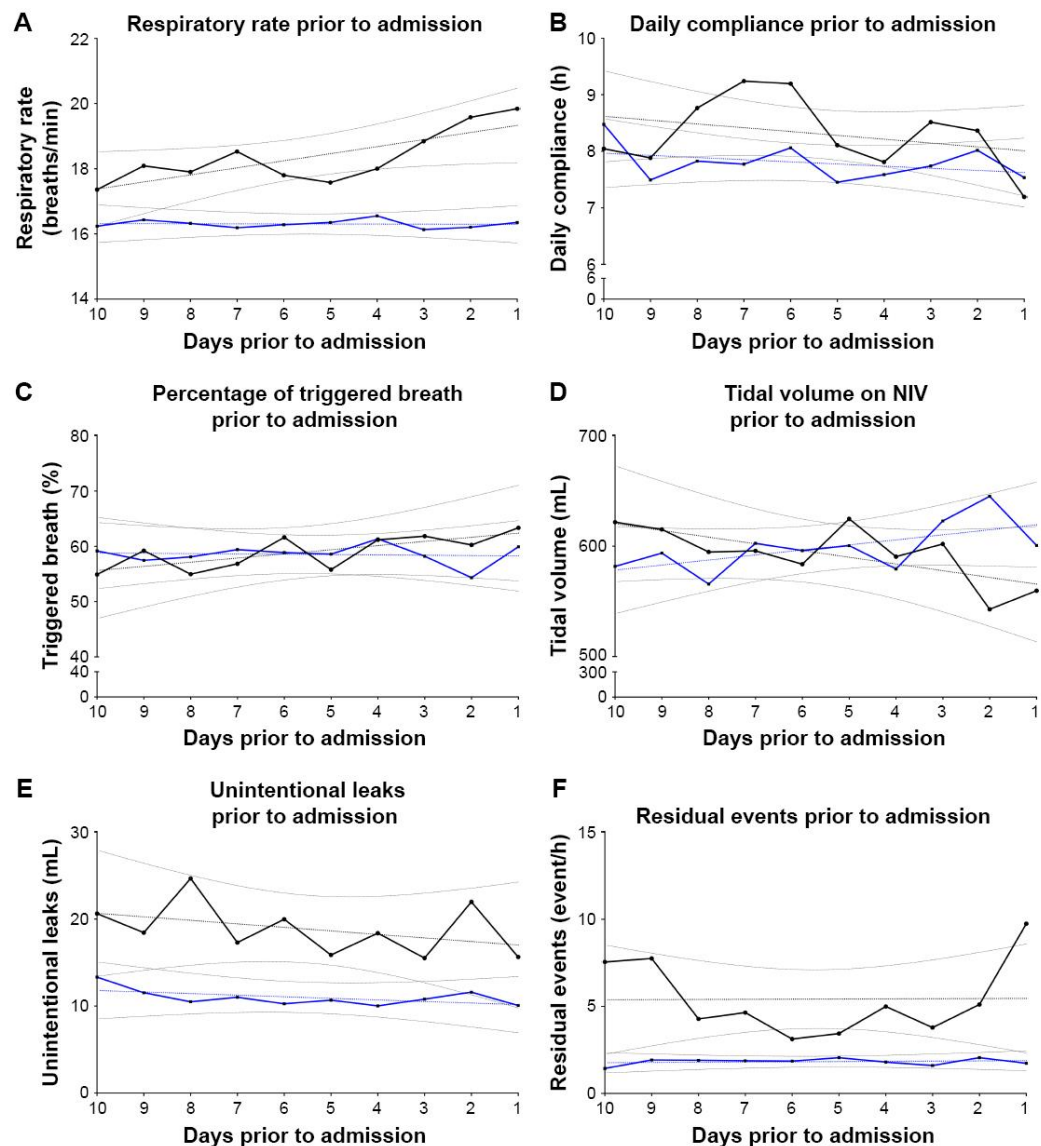 A
Respiratory rate prior to admission
Respiratory rate
(breaths/min)
22
20
18
16
14
10 9 8 7 6 5 4 3 2 1
Days prior to admission
B
Daily compliance prior to admission
Daily compliance (h)
10
9
8
7
6
6
0
10 9 8 7 6 5 4 3 2 1
Days prior to admission
C
Percentage of triggered breath
prior to admission
Triggered breath (%)
80
70
60
50
40
40
0
10 9 8 7 6 5 4 3 2 1
Days prior to admission
D
Tidal volume on NIV
prior to admission
Tidal volume (mL)
700
600
500
300
0
10 9 8 7 6 5 4 3 2 1
Days prior to admission
E
Unintentional leaks
prior to admission
Unintentional leaks (mL)
30
20
10
0
10 9 8 7 6 5 4 3 2 1
Days prior to admission
F
Residual events prior to admission
Residual events (event/h)
15
10
5
0
10 9 8 7 6 5 4 3 2 1
Days prior to admission